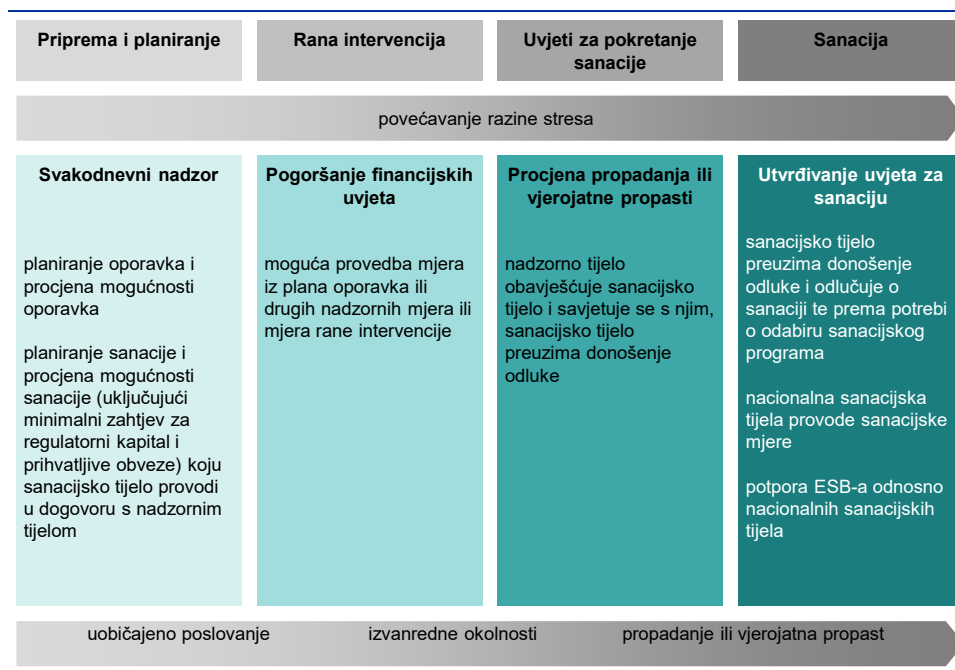 Priprema i planiranje
Rana intervencija
Uvjeti za pokretanje
sanacije
Sanacija
povećavanje razine stresa
Svakodnevni nadzor
planiranje oporavka i
procjena mogućnosti
oporavka
planiranje sanacije i
procjena mogućnosti
sanacije (uključujući
minimalni zahtjev za
regulatorni kapital i
prihvatljive obveze) koju
sanacijsko tijelo provodi
u dogovoru s nadzornim
tijelom
Pogoršanje financijskih
uvjeta
moguća provedba mjera
iz plana oporavka ili
drugih nadzornih mjera ili
mjera rane intervencije
Procjena propadanja ili
vjerojatne propasti
nadzorno tijelo
obavješćuje sanacijsko
tijelo i savjetuje se s njim,
sanacijsko tijelo
preuzima donošenje
odluke
Utvrđivanje uvjeta za
sanaciju
sanacijsko tijelo
preuzima donošenje
odluke i odlučuje o
sanaciji te prema potrebi
o odabiru sanacijskog
programa
nacionalna sanacijska
tijela provode sanacijske
mjere
potpora ESB-a odnosno
nacionalnih sanacijskih
tijela
uobičajeno poslovanje
izvanredne okolnosti
propadanje ili vjerojatna propast